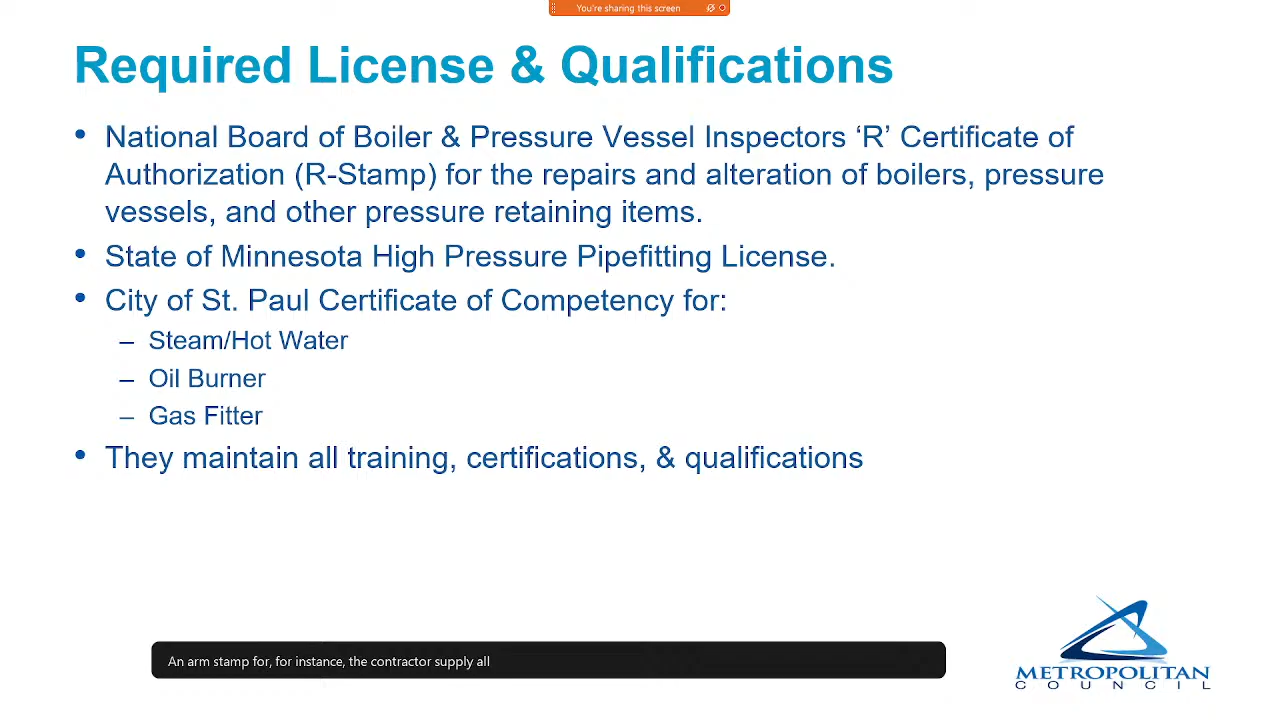 You're sharing this screen
Required License & Qualifications
• National Board of Boiler & Pressure Vessel Inspectors ‘R’ Certificate of
Authorization (R-Stamp) for the repairs and alteration of boilers, pressure
vessels, and other pressure retaining items.
• State of Minnesota High Pressure Pipefitting License.
• City of St. Paul Certificate of Competency for:
– Steam/Hot Water
– Oil Burner
– Gas Fitter
• They maintain all training, certifications, & qualifications
An arm stamp for, for instance, the contractor supply all
METROPOLITAN
COUNCIL